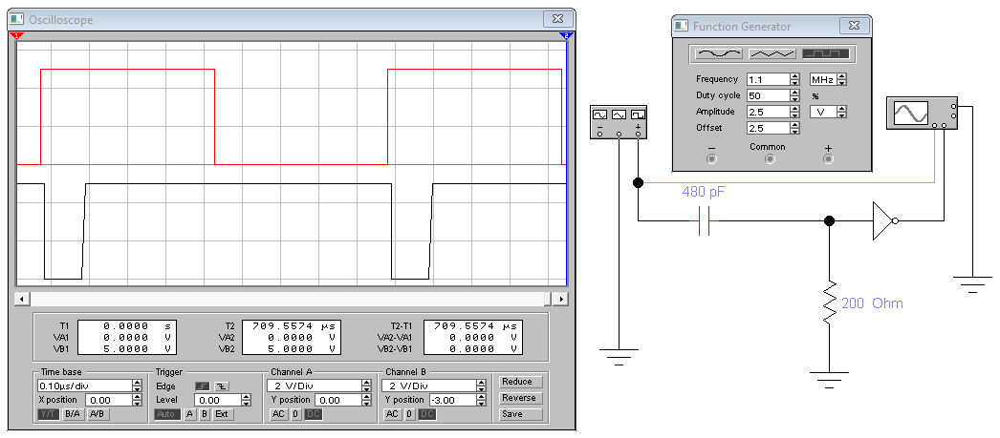 Oscilloscope
1
2
T1 0.0000 s
VA1 0.0000 V
VB1 5.0000 V
T2 709.5574 µs
VA2 0.0000 V
VB2 5.0000 V
T2-T1 709.5574 µs
VA2-VA1 0.0000 V
VB2-VB1 0.0000 V
Time base
0.10µs/div
X position 0.00
Y/T B/A A/B
Trigger
Edge
Level 0.00
Auto A B Ext
Channel A
2 V/Div
Y position 0.00
AC 0 DC
Channel B
2 V/Div
Y position -3.00
AC 0 DC
Reduce
Reverse
Save
Function Generator
Frequency 1.1 MHz
Duty cycle 50 %
Amplitude 2.5 V
Offset 2.5
− Common +
− +
480 pF
200 Ohm